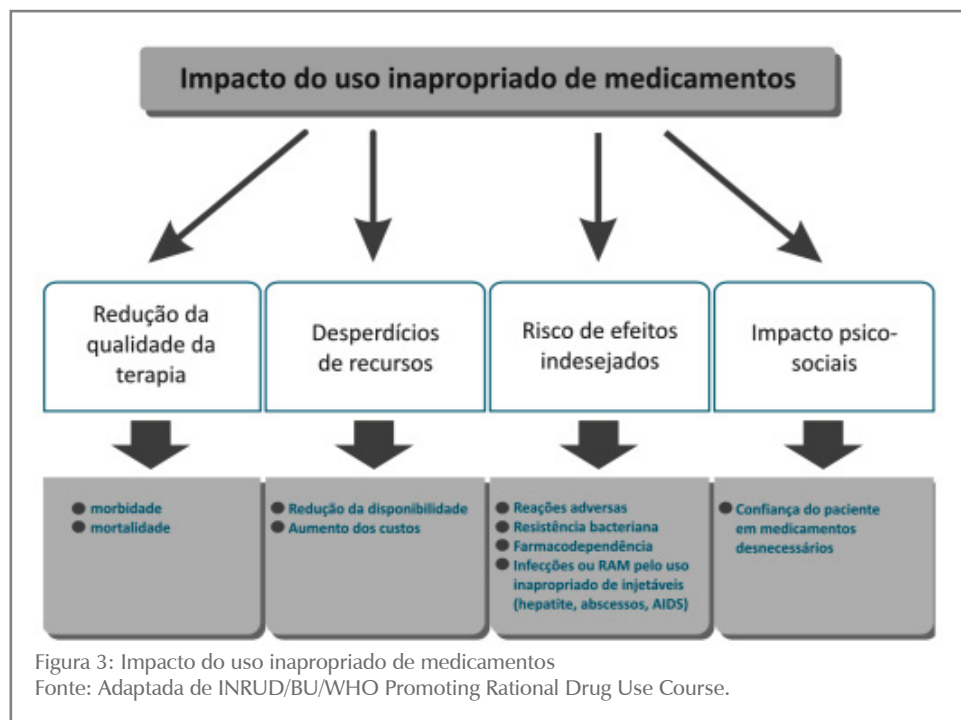 Impacto do uso inapropriado de medicamentos
Redução da
qualidade da
terapia
Desperdícios
de recursos
Risco de efeitos
indesejados
Impacto psico-
sociais
morbidade
mortalidade
Redução da disponibilidade
Aumento dos custos
Reações adversas
Resistência bacteriana
Farmacodependência
Infecções ou RAM pelo uso
inapropriado de injetáveis
(hepatite, abscessos, AIDS)
Confiança do paciente
em medicamentos
desnecessários
Figura 3: Impacto do uso inapropriado de medicamentos
Fonte: Adaptada de INRUD/BU/WHO Promoting Rational Drug Use Course.